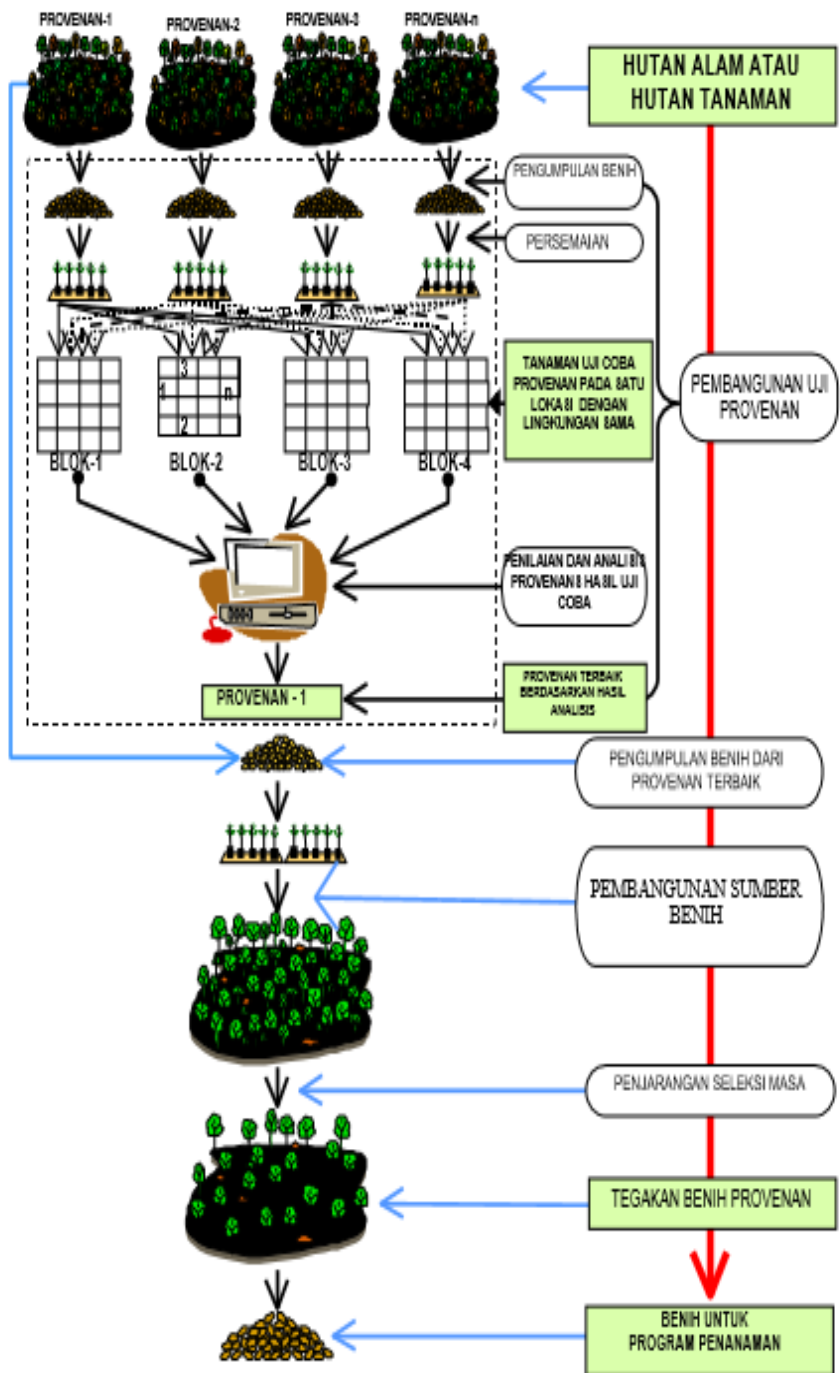 PROVENAN-1
PROVENAN-2
PROVENAN-3
PROVENAN-n
HUTAN ALAM ATAU
HUTAN TANAMAN
PENGUMPULAN BENIH
PERSEMAIAN
TANAMAN UJI COBA
PROVENAN PADA SATU
LOKASI DENGAN
LINGKUNGAN SAMA
PEMBANGUNAN UJI
PROVENAN
3
1
n
2
BLOK-1
BLOK-2
BLOK-3
BLOK-4
PENILAIAN DAN ANALISIS
PROVENANS HASIL UJI
COBA
PROVENAN - 1
PROVENAN TERBAIK
BERDASARKAN HASIL
ANALISIS
PENGUMPULAN BENIH DARI
PROVENAN TERBAIK
PEMBANGUNAN SUMBER
BENIH
PENJARANGAN SELEKSI MASA
TEGAKAN BENIH PROVENAN
BENIH UNTUK
PROGRAM PENANAMAN